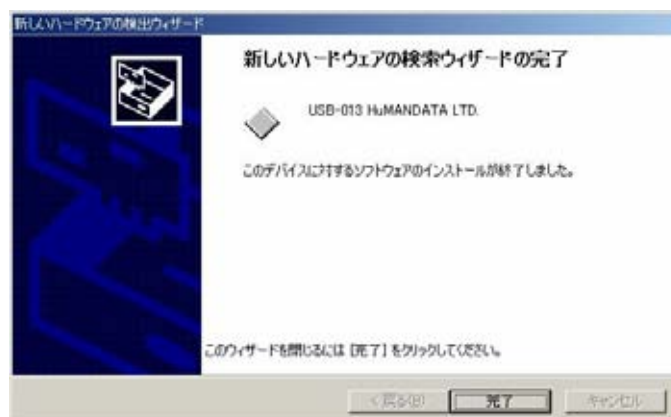 新しいハードウェアの検出ウィザード
新しいハードウェアの検索ウィザードの完了
USB-013 HuMANDATA LTD.
このデバイスに対するソフトウェアのインストールが終了しました。
このウィザードを閉じるには [完了] をクリックしてください。
< 戻る(B)
完了
キャンセル